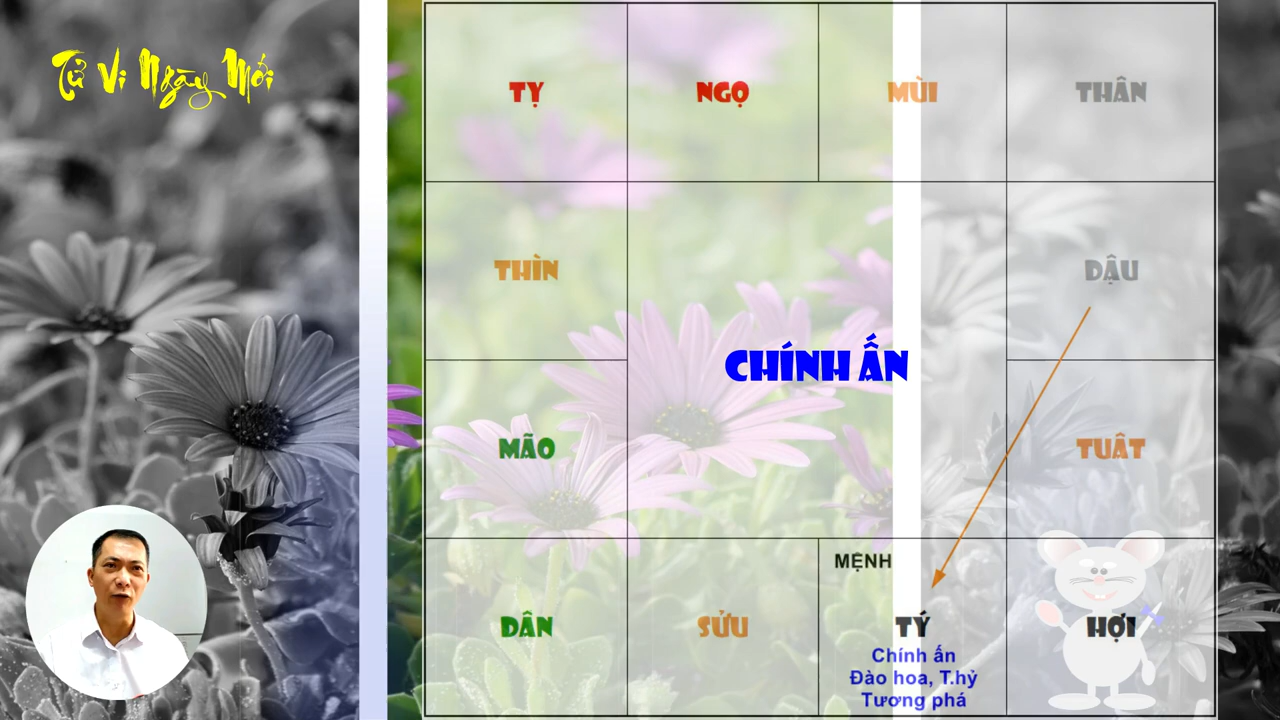 Tử Vi Ngày Mới
TỴ
NGỌ
MÙI
THÂN
THÌN
DẬU
CHÍNH ẤN
MÃO
TUẤT
MỆNH
DẦN
SỬU
TÝ
HỢI
Chính ấn
Đào hoa, T.hỷ
Tương phá